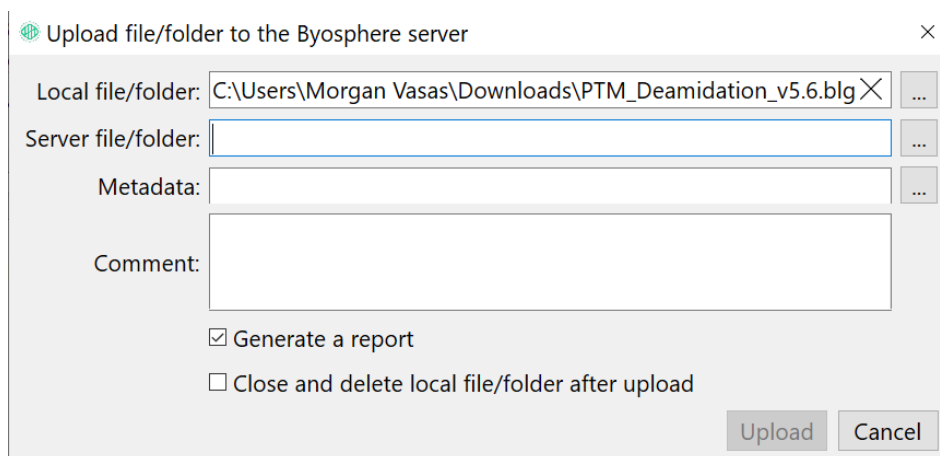 Upload file/folder to the Byosphere server
Local file/folder: C:\Users\Morgan Vasas\Downloads\PTM_Deamidation_v5.6.blg ...
Server file/folder: ...
Metadata: ...
Comment:
Generate a report
Close and delete local file/folder after upload
Upload Cancel